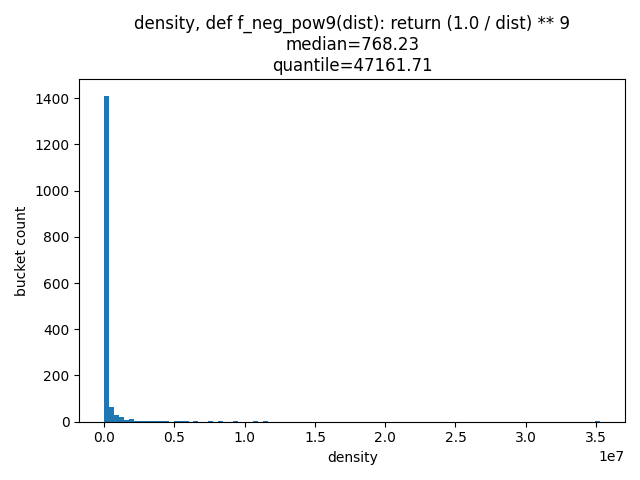 density, def f_neg_pow9(dist): return (1.0 / dist) ** 9
median=768.23
quantile=47161.71
1400
1200
1000
800
600
400
200
0
bucket count
0.0 0.5 1.0 1.5 2.0 2.5 3.0 3.5
1e7
density